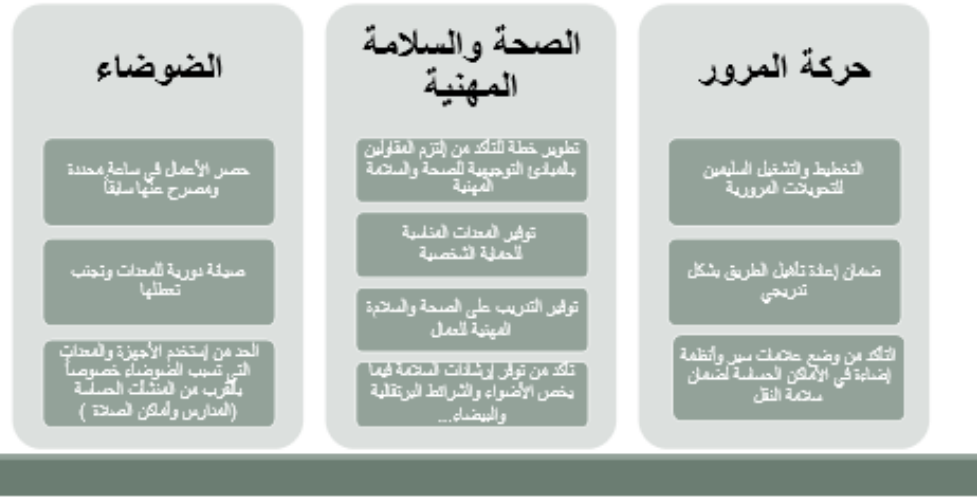 حركة المرور
التخطيط والتشغيل السليمين
للتحويلات المرورية
ضمان إعادة تأهيل الطريق بشكل
تدريجي
التأكد من وضع علامات سير وأنظمة
إضاءة في الأماكن الحساسة لضمان
سلامة النقل
الصحة والسلامة
المهنية
تطوير خطة للتأكد من إلتزم المقاولين
بالمبادئ التوجيهية للصحة والسلامة
المهنية
توفير المعدات المناسبة
للحماية الشخصية
توفير التدريب على الصحة والسلامة
المهنية للعمال
تأكد من توفر إرشادات السلامة فيما
يخص الأضواء والشرائط البرتقالية
والبيضاء...
الضوضاء
حصر الأعمال في ساعة محددة
ومصرح عنها سابقاً
صيانة دورية للمعدات وتجنب
تعطلها
الحد من إستخدم الأجهزة والمعدات
التي تسبب الضوضاء خصوصاً
بالقرب من المنشآت الحساسة
(المدارس وأماكن الصلاة )